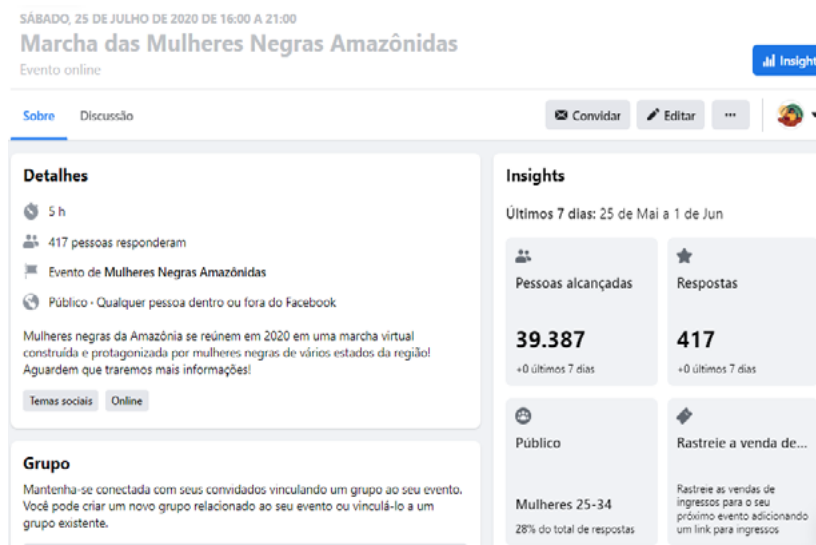 SÁBADO, 25 DE JULHO DE 2020 DE 16:00 A 21:00
Marcha das Mulheres Negras Amazônidas
Evento online
Insight
Sobre
Discussão
Convidar
Editar
...
Detalhes
5 h
417 pessoas responderam
Evento de Mulheres Negras Amazônidas
Público · Qualquer pessoa dentro ou fora do Facebook
Mulheres negras da Amazônia se reúnem em 2020 em uma marcha virtual
construída e protagonizada por mulheres negras de vários estados da região!
Aguardem que traremos mais informações!
Temas sociais
Online
Grupo
Mantenha-se conectada com seus convidados vinculando um grupo ao seu evento.
Você pode criar um novo grupo relacionado ao seu evento ou vinculá-lo a um
grupo existente.
Insights
Últimos 7 dias: 25 de Mai a 1 de Jun
Pessoas alcançadas
39.387
+0 últimos 7 dias
Respostas
417
+0 últimos 7 dias
Público
Mulheres 25-34
28% do total de respostas
Rastreie a venda de...
Rastreie as vendas de
ingressos para o seu
próximo evento adicionando
um link para ingressos